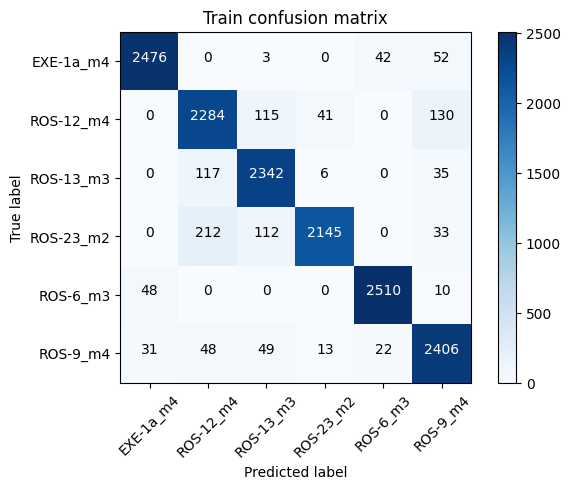 Train confusion matrix
True label
EXE-1a_m4 2476 0 3 0 42 52
ROS-12_m4 0 2284 115 41 0 130
ROS-13_m3 0 117 2342 6 0 35
ROS-23_m2 0 212 112 2145 0 33
ROS-6_m3 48 0 0 0 2510 10
ROS-9_m4 31 48 49 13 22 2406
EXE-1a_m4 ROS-12_m4 ROS-13_m3 ROS-23_m2 ROS-6_m3 ROS-9_m4
Predicted label
2500
2000
1500
1000
500
0